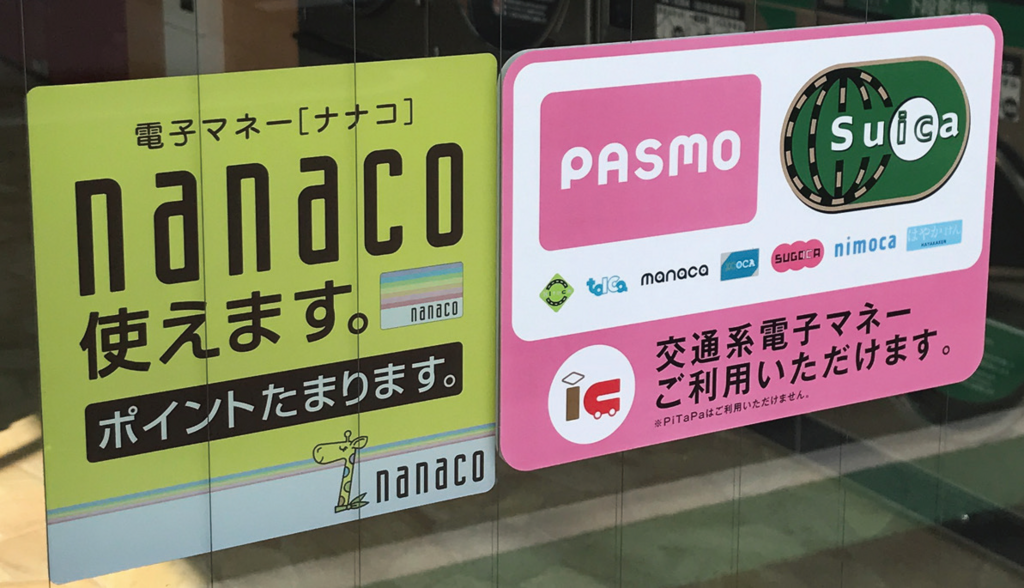 電子マネー[ナナコ]
nanaco
使えます。
nanaco
ポイントたまります。
nanaco
PASMO
Suica
TOICa
manaca
ICOCA
SUGOCA
nimoca
はやかけん
交通系電子マネー
ご利用いただけます。
※PiTaPaはご利用いただけません。
IC